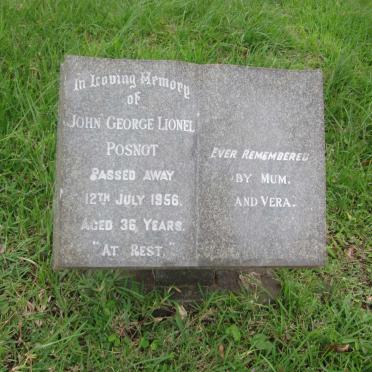 In Loving Memory
of
JOHN GEORGE LIONEL
POSNOT
PASSED AWAY
12TH JULY 1956.
AGED 36 YEARS.
"AT REST."
EVER REMEMBERED
BY MUM.
AND VERA.